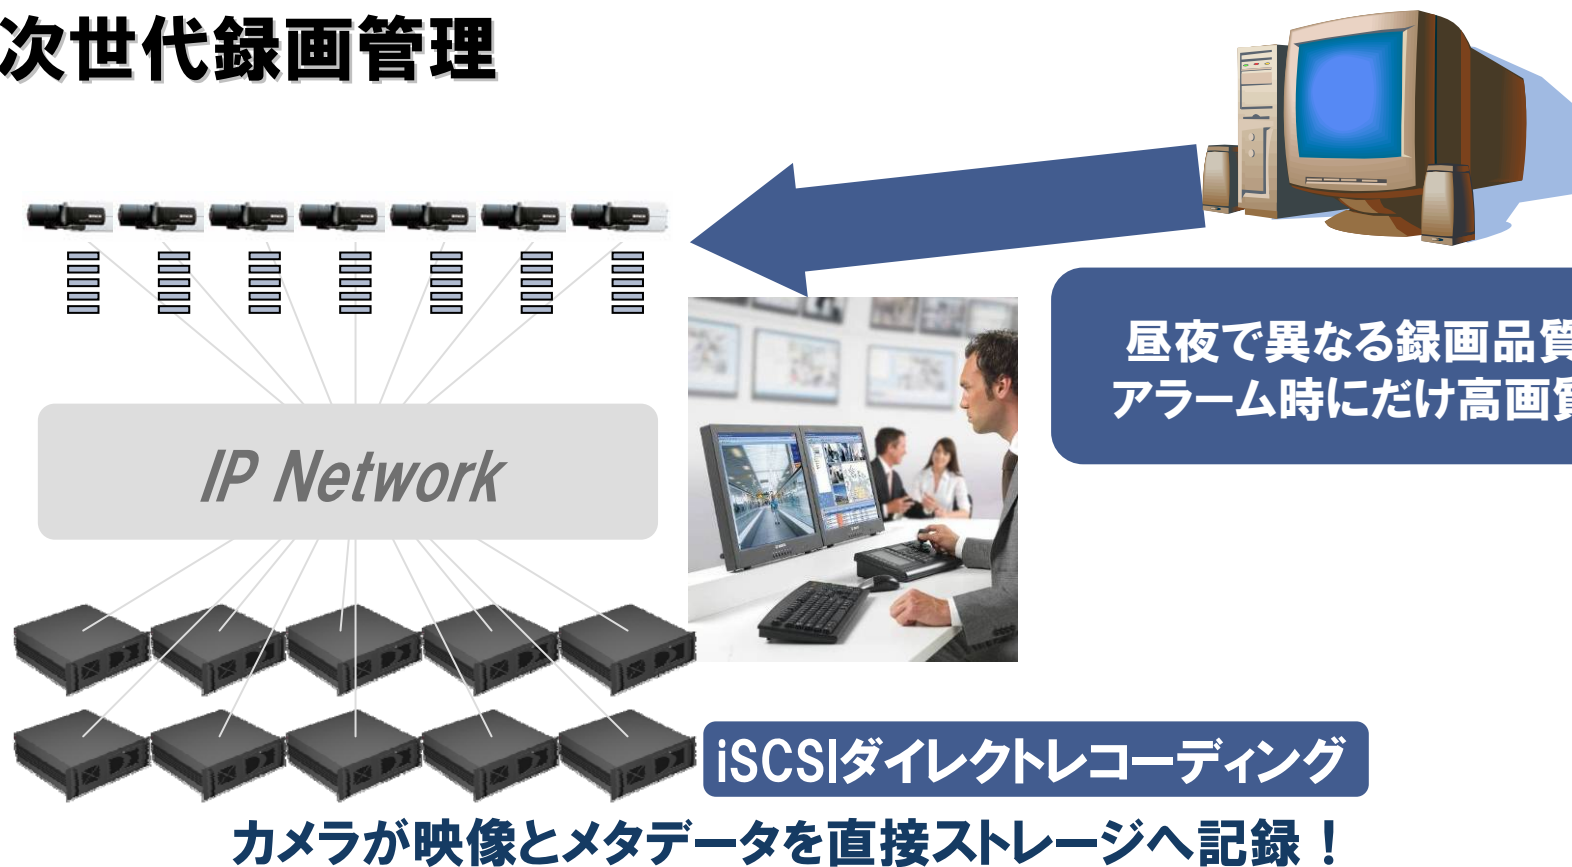 次世代録画管理
昼夜で異なる録画品質
アラーム時にだけ高画質
IP Network
iSCSIダイレクトレコーディング
カメラが映像とメタデータを直接ストレージへ記録！